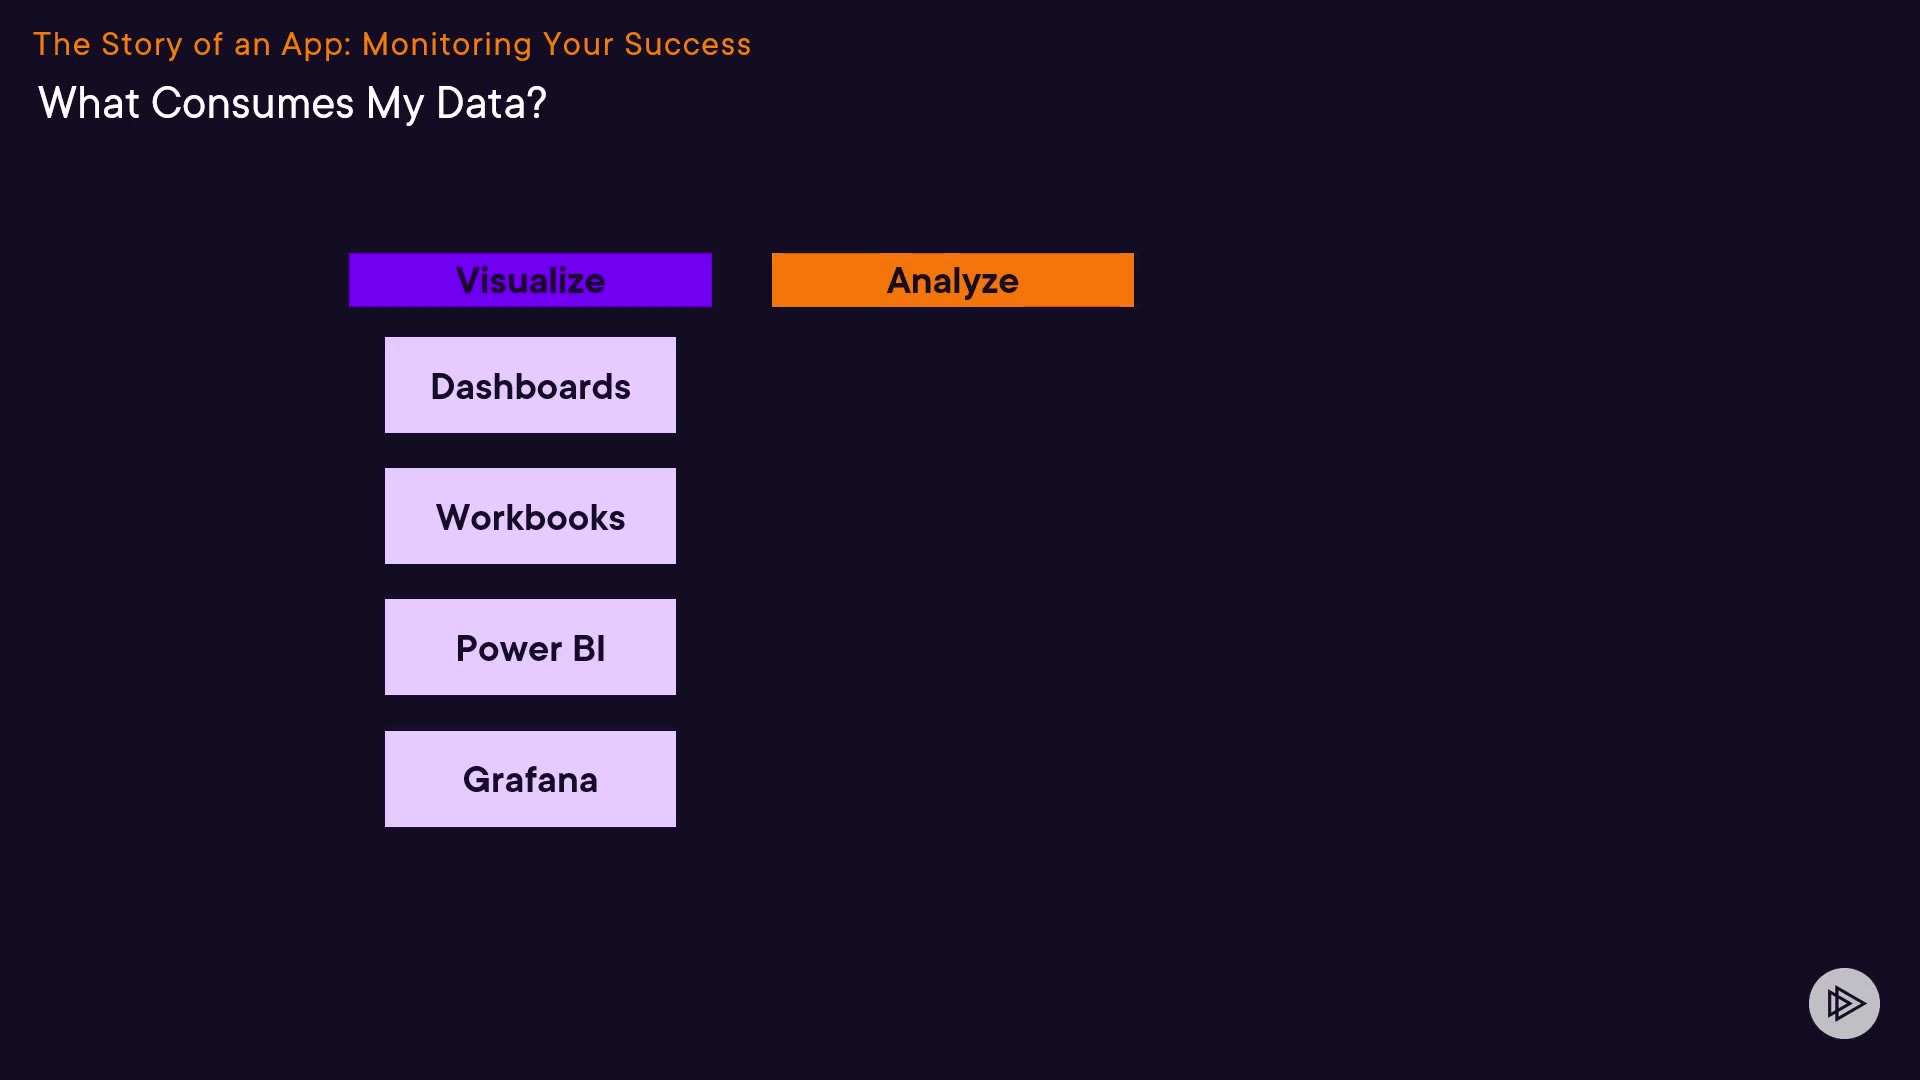 The Story of an App: Monitoring Your Success
What Consumes My Data?
Visualize
Analyze
Dashboards
Workbooks
Power BI
Grafana